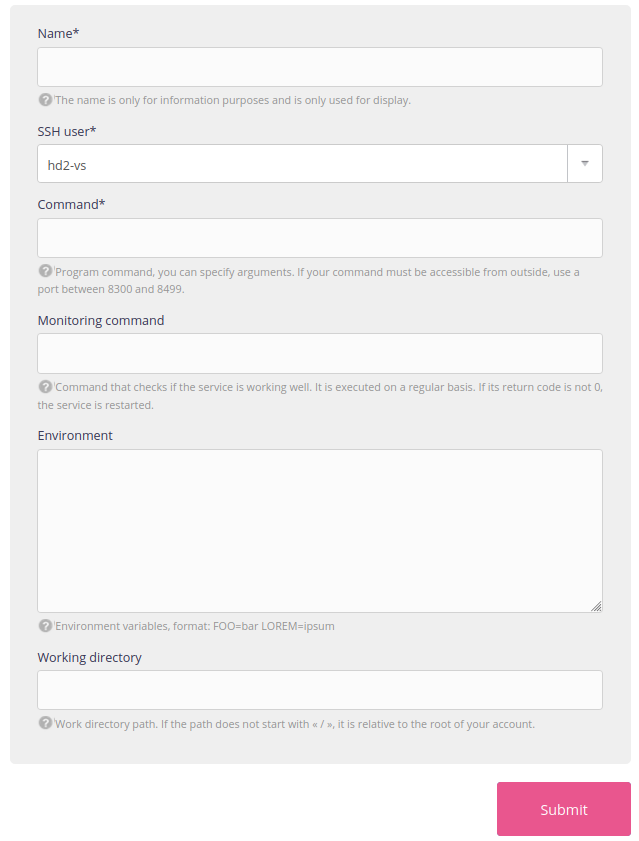 Name*
The name is only for information purposes and is only used for display.
SSH user*
hd2-vs
Command*
Program command, you can specify arguments. If your command must be accessible from outside, use a
port between 8300 and 8499.
Monitoring command
Command that checks if the service is working well. It is executed on a regular basis. If its return code is not 0,
the service is restarted.
Environment
Environment variables, format: FOO=bar LOREM=ipsum
Working directory
Work directory path. If the path does not start with « / », it is relative to the root of your account.
Submit